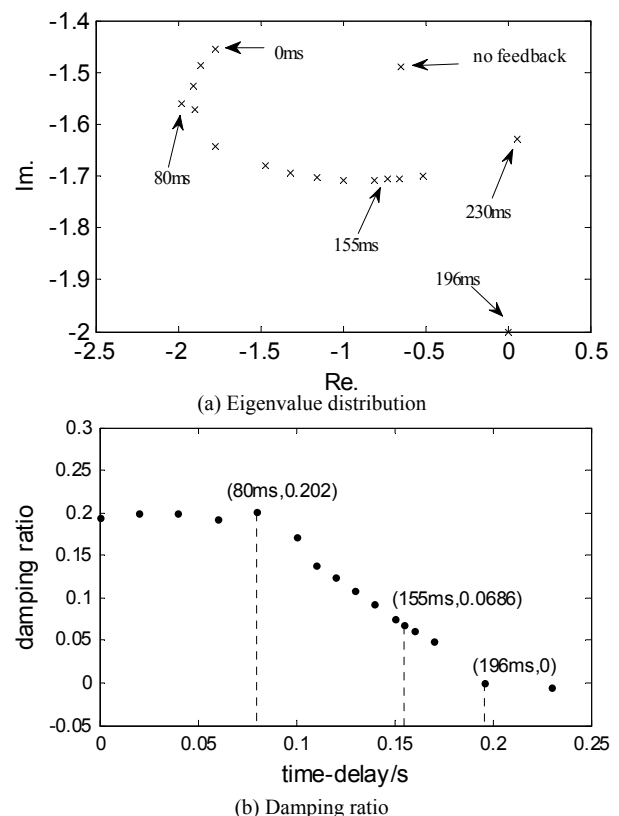 -1.4
-1.5
-1.6
-1.7
-1.8
-1.9
-2
Im.
0ms
no feedback
80ms
155ms
230ms
196ms
-2.5 -2 -1.5 -1 -0.5 0 0.5
Re.
(a) Eigenvalue distribution
0.3
0.25
0.2
0.15
0.1
0.05
0
-0.05
damping ratio
(80ms,0.202)
(155ms,0.0686)
(196ms,0)
0 0.05 0.1 0.15 0.2 0.25
time-delay/s
(b) Damping ratio